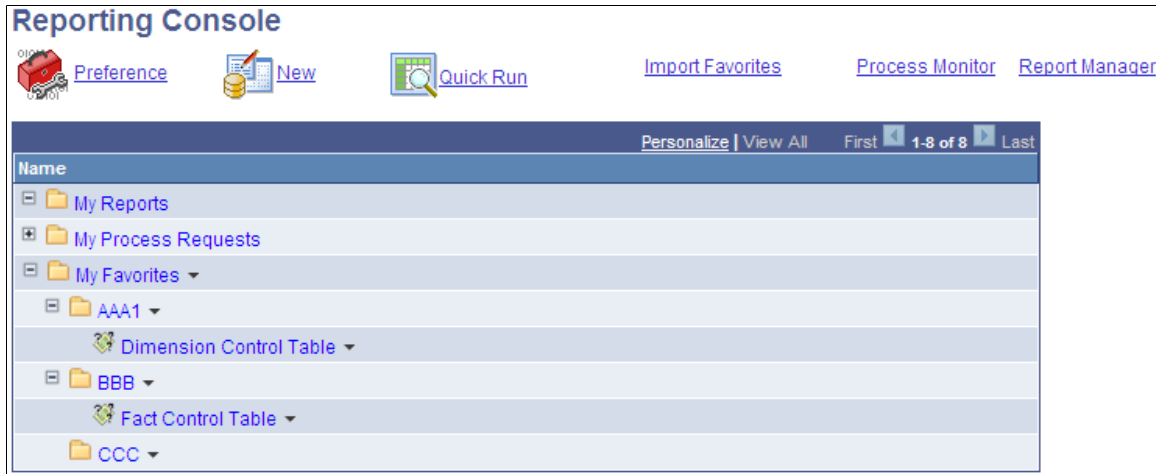 Reporting Console
Preference New Quick Run Import Favorites Process Monitor Report Manager
Personalize | View All First 1-8 of 8 Last
Name
My Reports
My Process Requests
My Favorites
AAA1
Dimension Control Table
BBB
Fact Control Table
CCC